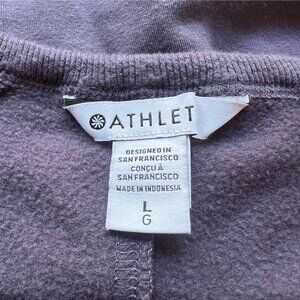 ATHLET
DESIGNED IN
SAN FRANCISCO
CONÇU À
SAN FRANCISCO
MADE IN INDONESIA
L
G